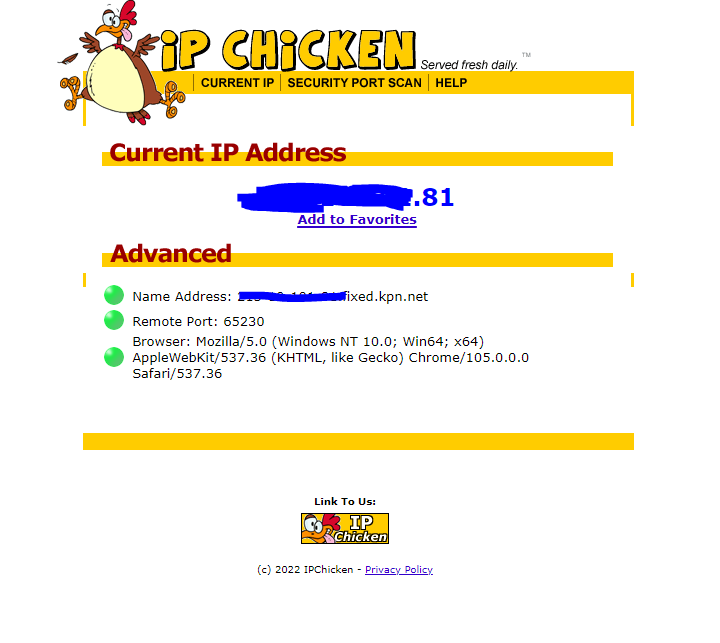 iP CHiCKEN
Served fresh daily. ™
CURRENT IP | SECURITY PORT SCAN | HELP
Current IP Address
.81
Add to Favorites
Advanced
Name Address: fixed.kpn.net
Remote Port: 65230
Browser: Mozilla/5.0 (Windows NT 10.0; Win64; x64)
AppleWebKit/537.36 (KHTML, like Gecko) Chrome/105.0.0.0
Safari/537.36
Link To Us:
IP
Chicken
(c) 2022 IPChicken - Privacy Policy